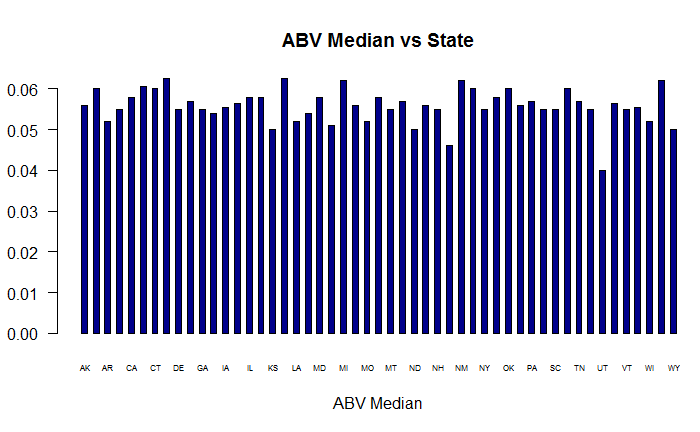 ABV Median vs State
0.06
0.05
0.04
0.03
0.02
0.01
0.00
AK AR CA CT DE GA IA IL KS LA MD MI MO MT ND NH NM NY OK PA SC TN UT VT WI WY
ABV Median